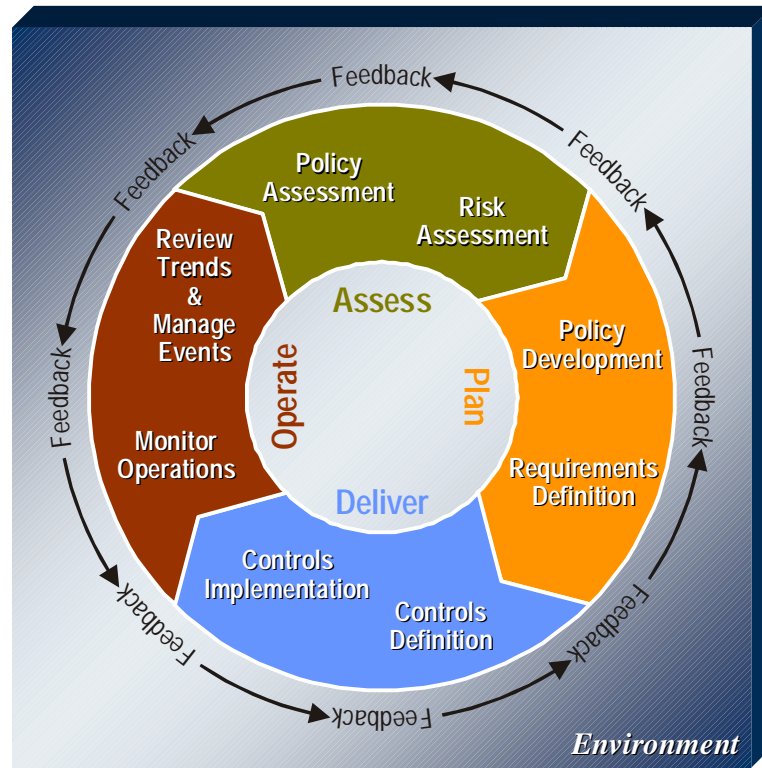 Feedback
Feedback
Feedback
Feedback
Feedback
Feedback
Feedback
Feedback
Policy
Assessment
Risk
Assessment
Policy
Development
Requirements
Definition
Controls
Definition
Controls
Implementation
Monitor
Operations
Review
Trends
&
Manage
Events
Assess
Plan
Deliver
Operate
Environment